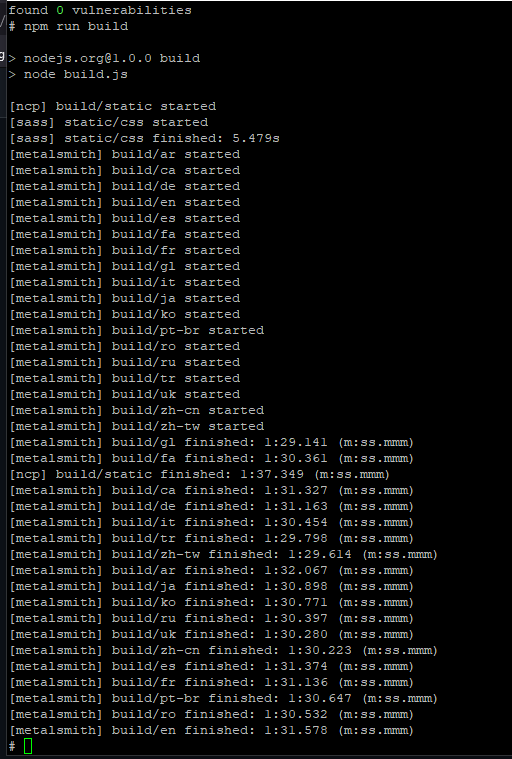 found 0 vulnerabilities
# npm run build
> nodejs.org@1.0.0 build
> node build.js
[ncp] build/static started
[sass] static/css started
[sass] static/css finished: 5.479s
[metalsmith] build/ar started
[metalsmith] build/ca started
[metalsmith] build/de started
[metalsmith] build/en started
[metalsmith] build/es started
[metalsmith] build/fa started
[metalsmith] build/fr started
[metalsmith] build/gl started
[metalsmith] build/it started
[metalsmith] build/ja started
[metalsmith] build/ko started
[metalsmith] build/pt-br started
[metalsmith] build/ro started
[metalsmith] build/ru started
[metalsmith] build/tr started
[metalsmith] build/uk started
[metalsmith] build/zh-cn started
[metalsmith] build/zh-tw started
[metalsmith] build/gl finished: 1:29.141 (m:ss.mmm)
[metalsmith] build/fa finished: 1:30.361 (m:ss.mmm)
[ncp] build/static finished: 1:37.349 (m:ss.mmm)
[metalsmith] build/ca finished: 1:31.327 (m:ss.mmm)
[metalsmith] build/de finished: 1:31.163 (m:ss.mmm)
[metalsmith] build/it finished: 1:30.454 (m:ss.mmm)
[metalsmith] build/tr finished: 1:29.798 (m:ss.mmm)
[metalsmith] build/zh-tw finished: 1:29.614 (m:ss.mmm)
[metalsmith] build/ar finished: 1:32.067 (m:ss.mmm)
[metalsmith] build/ja finished: 1:30.898 (m:ss.mmm)
[metalsmith] build/ko finished: 1:30.771 (m:ss.mmm)
[metalsmith] build/ru finished: 1:30.397 (m:ss.mmm)
[metalsmith] build/uk finished: 1:30.280 (m:ss.mmm)
[metalsmith] build/zh-cn finished: 1:30.223 (m:ss.mmm)
[metalsmith] build/es finished: 1:31.374 (m:ss.mmm)
[metalsmith] build/fr finished: 1:31.136 (m:ss.mmm)
[metalsmith] build/pt-br finished: 1:30.647 (m:ss.mmm)
[metalsmith] build/ro finished: 1:30.532 (m:ss.mmm)
[metalsmith] build/en finished: 1:31.578 (m:ss.mmm)
#